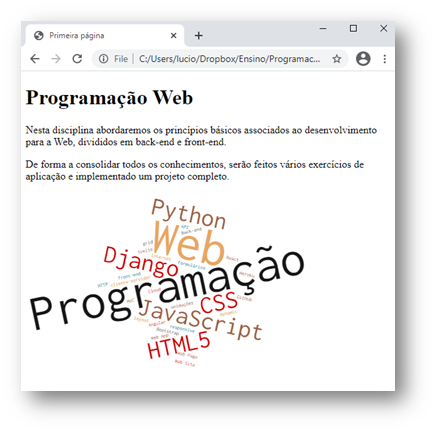 Primeira página
File | C:/Users/lucio/Dropbox/Ensino/Programac...
Programação Web
Nesta disciplina abordaremos os princípios básicos associados ao desenvolvimento
para a Web, divididos em back-end e front-end.
De forma a consolidar todos os conhecimentos, serão feitos vários exercícios de
aplicação e implementado um projeto completo.
Python
Web
Django
Programação
CSS
JavaScript
HTML5